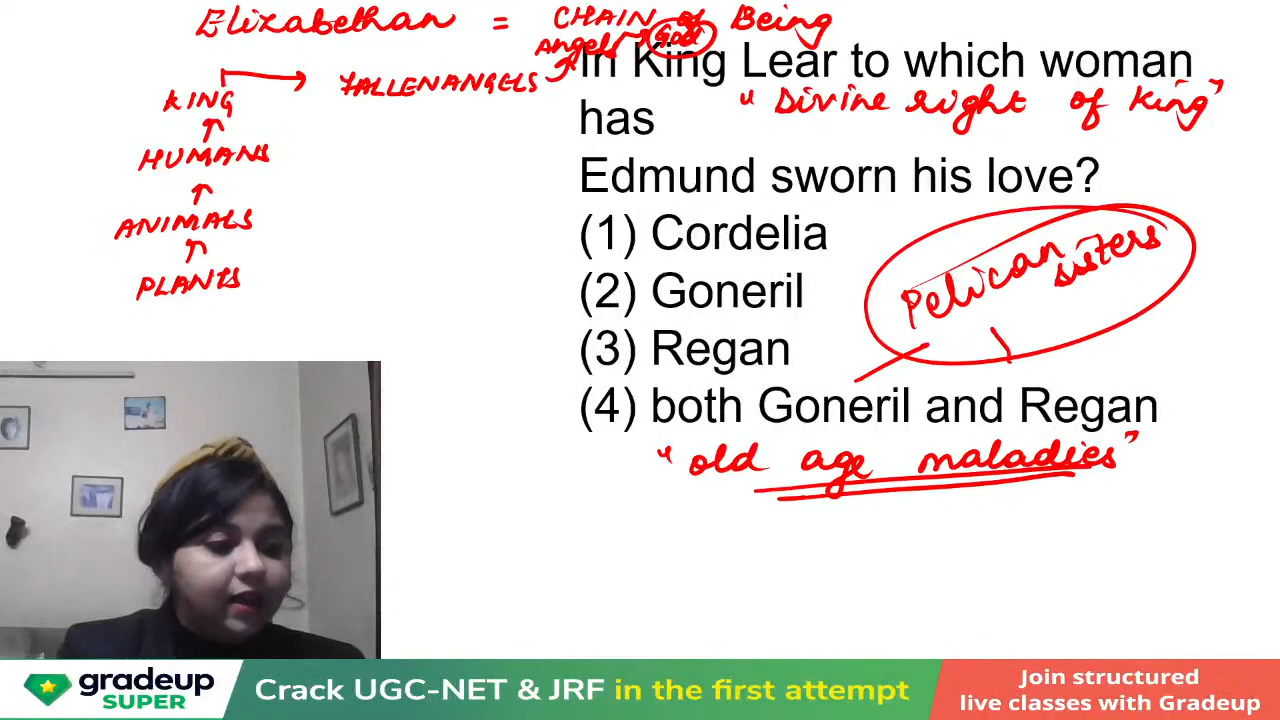 Elizabethan = CHAIN of Being
Angels → God
KING → FALLEN ANGELS
HUMANS
ANIMALS
PLANTS
In King Lear to which woman
"Divine right of King"
has
Edmund sworn his love?
(1) Cordelia
(2) Goneril
(3) Regan
(4) both Goneril and Regan
Pelican
sisters
"old age maladies"
gradeup
SUPER
Crack UGC-NET & JRF in the first attempt
Join structured
live classes with Gradeup